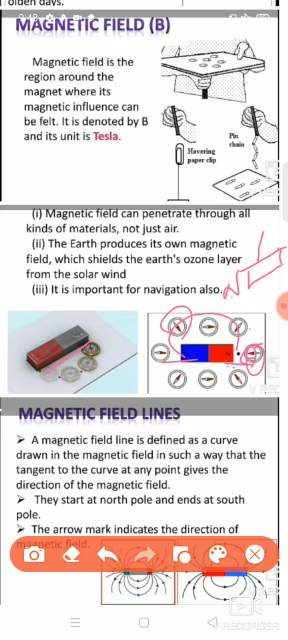 olden days.
MAGNETIC FIELD (B)
Magnetic field is the
region around the
magnet where its
magnetic influence can
be felt. It is denoted by B
and its unit is Tesla.
Hovering
paper clip
Pin
chain
(i) Magnetic field can penetrate through all
kinds of materials, not just air.
(ii) The Earth produces its own magnetic
field, which shields the earth's ozone layer
from the solar wind
(iii) It is important for navigation also.
MAGNETIC FIELD LINES
➢ A magnetic field line is defined as a curve
drawn in the magnetic field in such a way that the
tangent to the curve at any point gives the
direction of the magnetic field.
➢ They start at north pole and ends at south
pole.
➢ The arrow mark indicates the direction of
magnetic field.
RECORDER